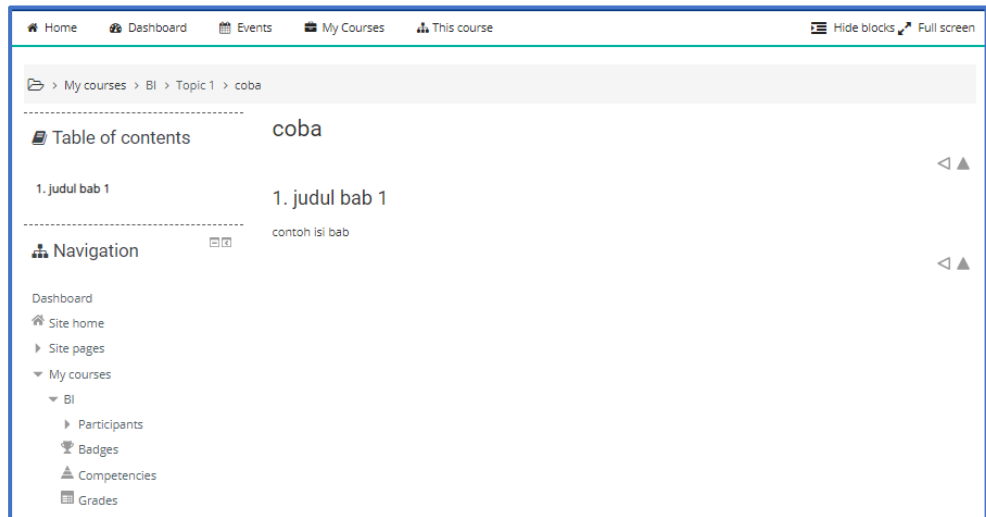 Home Dashboard Events My Courses This course Hide blocks Full screen
> My courses > BI > Topic 1 > coba
Table of contents
1. judul bab 1
Navigation
Dashboard
Site home
Site pages
My courses
BI
Participants
Badges
Competencies
Grades
coba
1. judul bab 1
contoh isi bab